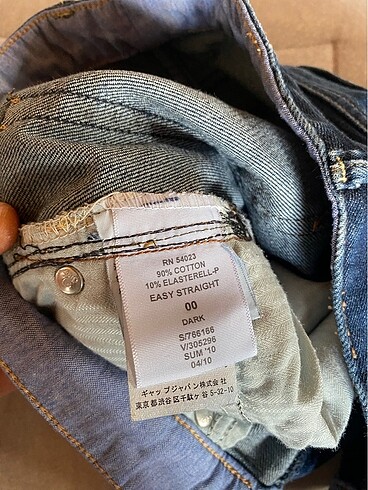 RN 54023
90% COTTON
10% ELASTERELL-P
EASY STRAIGHT
00
DARK
S/766166
V/305296
SUM '10
04/10
ギャップジャパン株式会社
東京都渋谷区千駄ヶ谷5-32-10